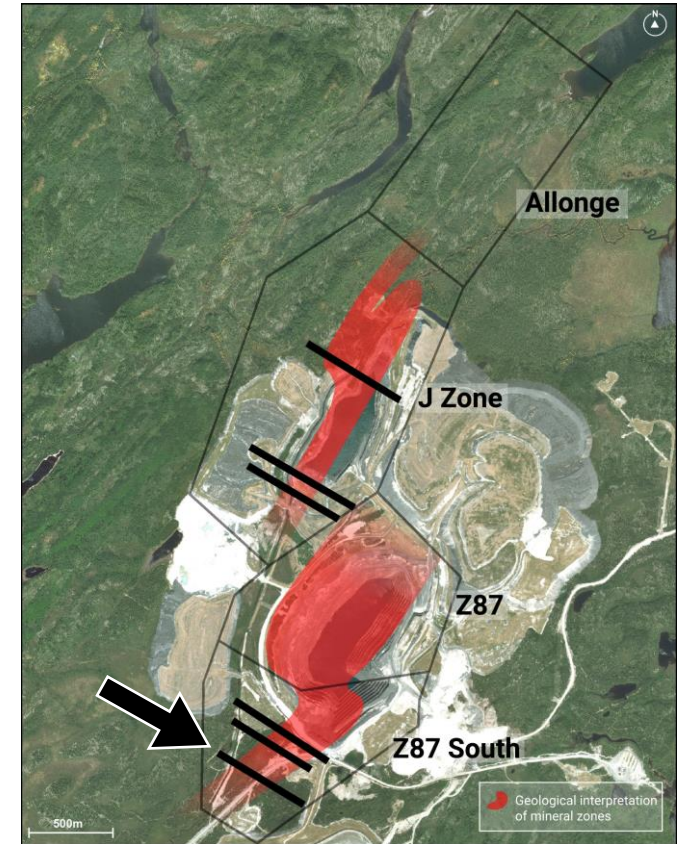 N
Allonge
J Zone
Z87
Z87 South
500m
Geological interpretation
of mineral zones